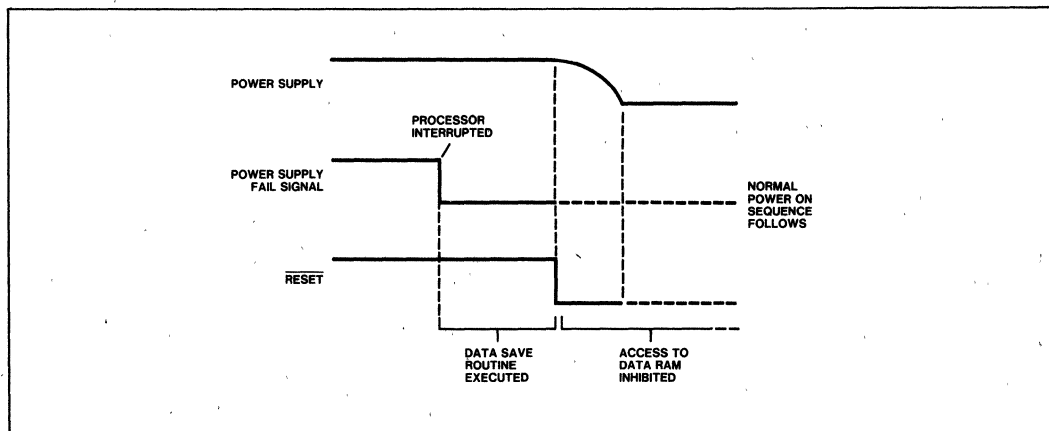 POWER SUPPLY
PROCESSOR
INTERRUPTED
POWER SUPPLY
FAIL SIGNAL
NORMAL
POWER ON
SEQUENCE
FOLLOWS
RESET
DATA SAVE
ROUTINE
EXECUTED
ACCESS TO
DATA RAM
INHIBITED